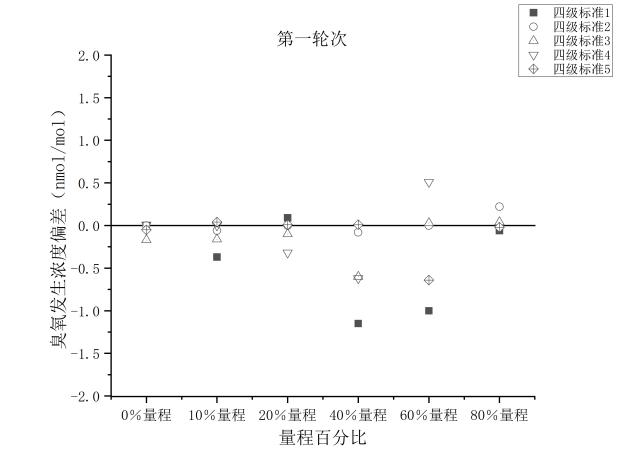 第一轮次
四级标准1
四级标准2
四级标准3
四级标准4
四级标准5
臭氧发生浓度偏差（nmol/mol）
2.0
1.5
1.0
0.5
0.0
-0.5
-1.0
-1.5
-2.0
0%量程 10%量程 20%量程 40%量程 60%量程 80%量程
量程百分比